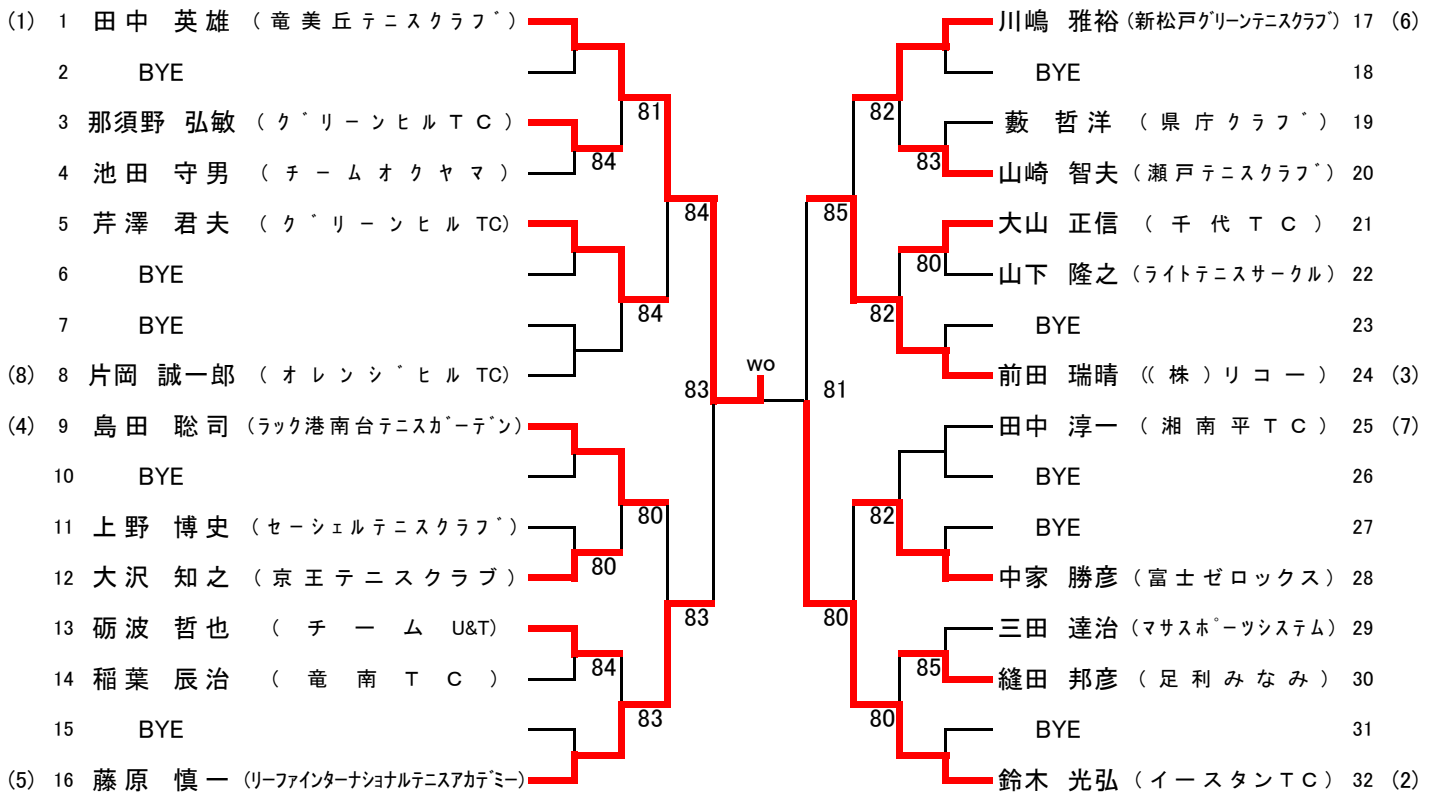 (1) 1 田中 英雄 (竜美丘テニスクラブ)
2 BYE
81
3 那須野 弘敏 (グリーンヒルTC)
84
4 池田 守男 (チームオクヤマ)
84
5 芹澤 君夫 (グリーンヒルTC)
6 BYE
84
7 BYE
(8) 8 片岡 誠一郎 (オレンジヒルTC)
83
(4) 9 島田 聡司 (ラック港南台テニスガーデン)
10 BYE
80
11 上野 博史 (セーシェルテニスクラブ)
80
12 大沢 知之 (京王テニスクラブ)
83
13 砺波 哲也 (チームU&T)
84
14 稲葉 辰治 (竜南TC)
83
15 BYE
(5) 16 藤原 慎一 (リーファインターナショナルテニスアカデミー)
wo
川嶋 雅裕 (新松戸グリーンテニスクラブ) 17 (6)
BYE 18
82
藪 哲洋 (県庁クラブ) 19
83
山崎 智夫 (瀬戸テニスクラブ) 20
85
大山 正信 (千代TC) 21
80
山下 隆之 (ライトテニスサークル) 22
82
BYE 23
前田 瑞晴 ((株)リコー) 24 (3)
81
田中 淳一 (湘南平TC) 25 (7)
BYE 26
82
BYE 27
中家 勝彦 (富士ゼロックス) 28
80
三田 達治 (マサスポーツシステム) 29
85
縫田 邦彦 (足利みなみ) 30
80
BYE 31
鈴木 光弘 (イースタンTC) 32 (2)